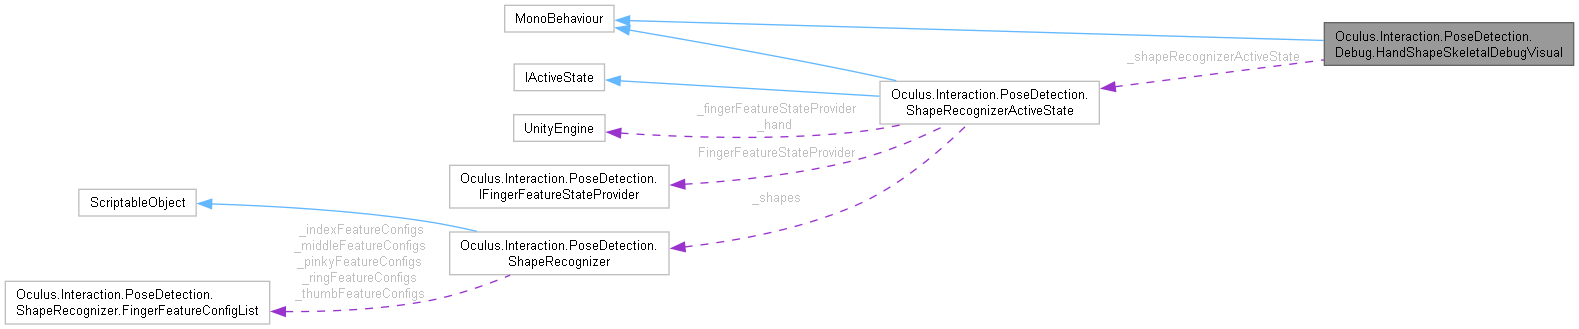 MonoBehaviour
Oculus.Interaction.PoseDetection.
Debug.HandShapeSkeletalDebugVisual
_shapeRecognizerActiveState
IActiveState
Oculus.Interaction.PoseDetection.
ShapeRecognizerActiveState
_fingerFeatureStateProvider
_hand
UnityEngine
FingerFeatureStateProvider
Oculus.Interaction.PoseDetection.
IFingerFeatureStateProvider
_shapes
ScriptableObject
_indexFeatureConfigs
_middleFeatureConfigs
_pinkyFeatureConfigs
_ringFeatureConfigs
_thumbFeatureConfigs
Oculus.Interaction.PoseDetection.
ShapeRecognizer
Oculus.Interaction.PoseDetection.
ShapeRecognizer.FingerFeatureConfigList